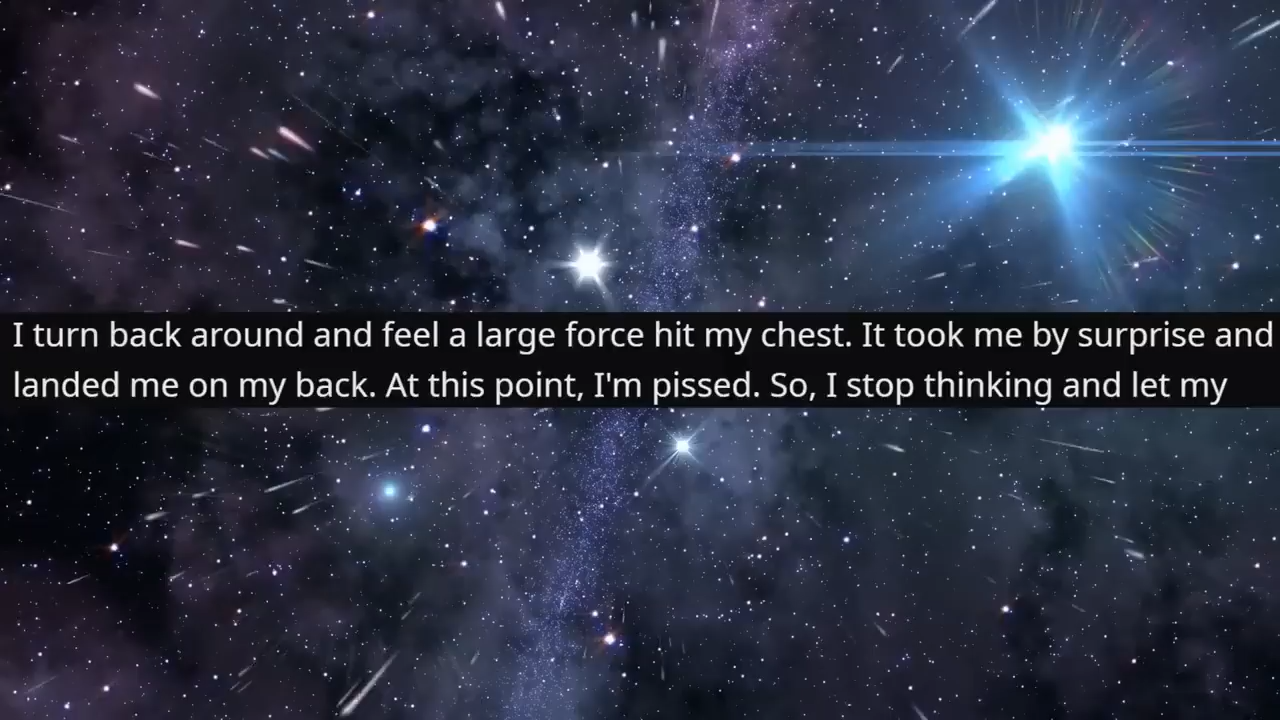 I turn back around and feel a large force hit my chest. It took me by surprise and
landed me on my back. At this point, I'm pissed. So, I stop thinking and let my